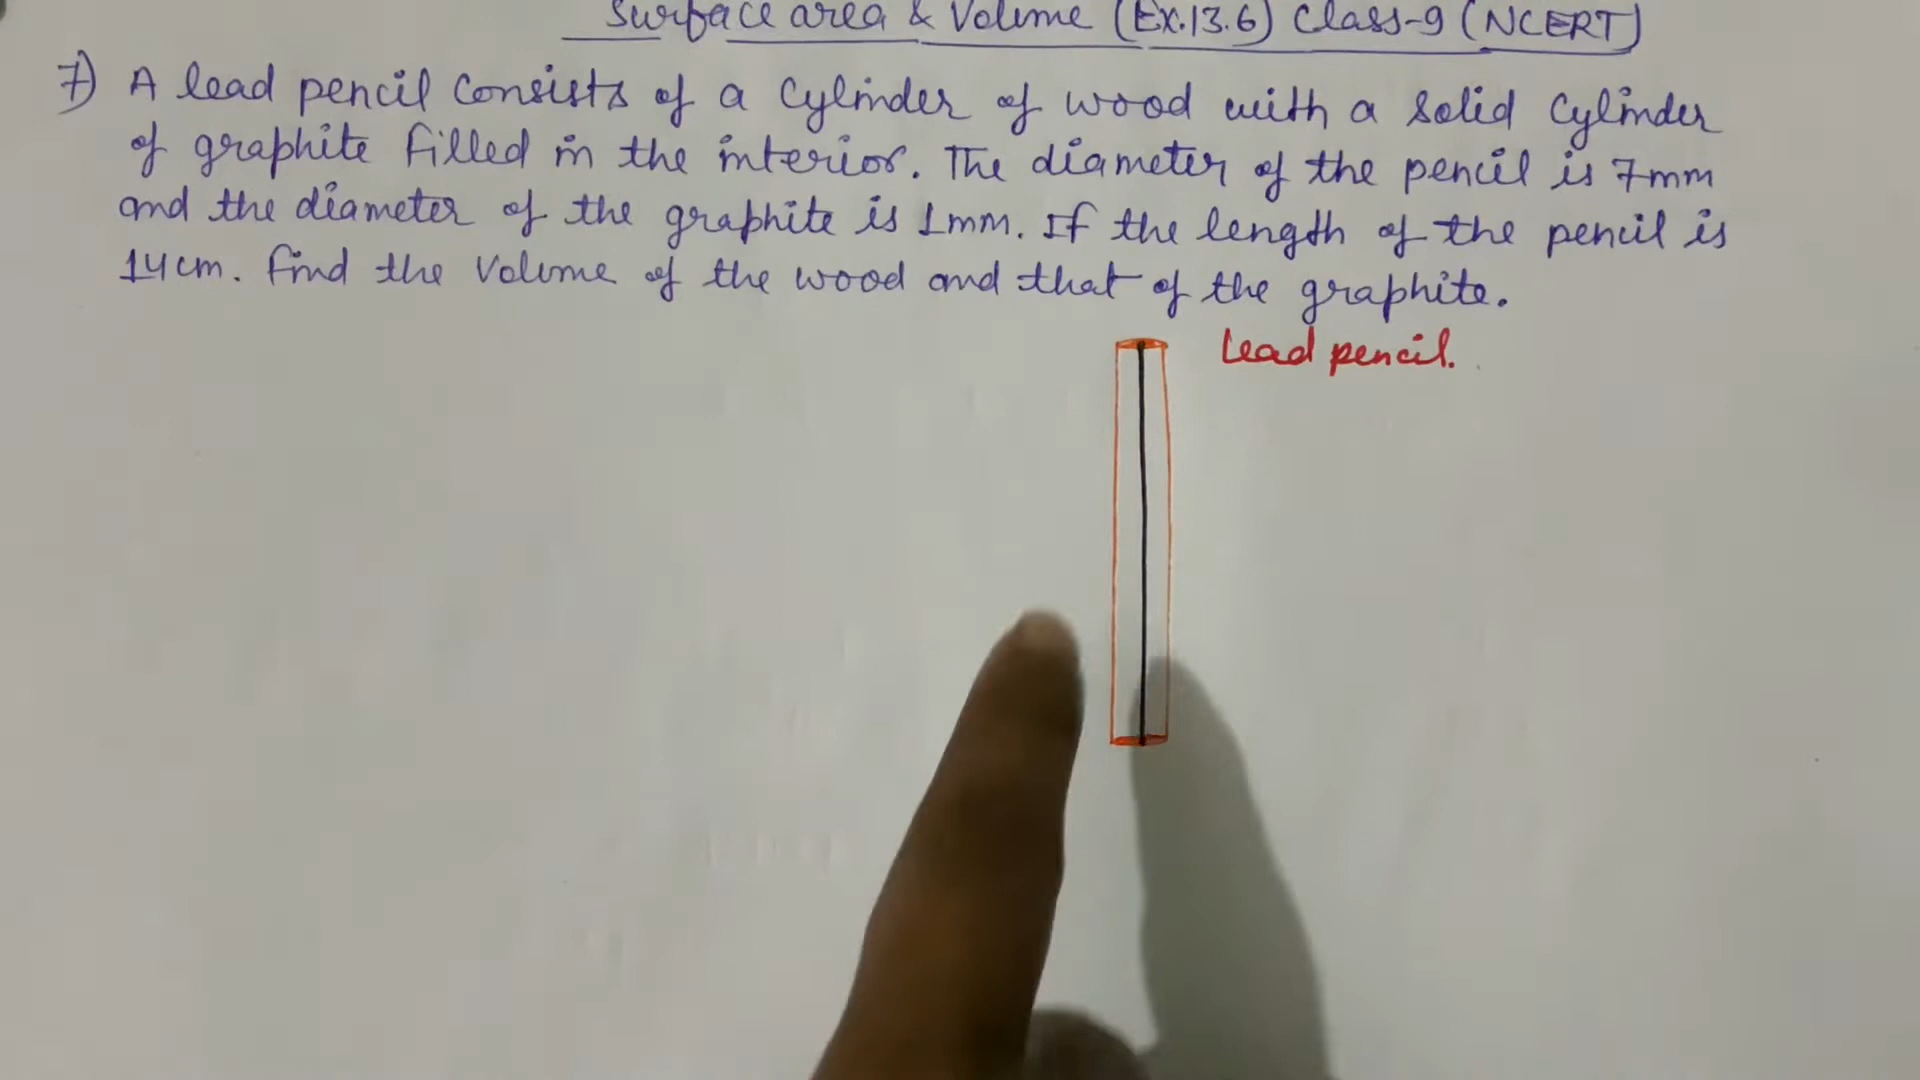 Surface area & Volume (Ex.13.6) Class-9 (NCERT)
7) A lead pencil consists of a cylinder of wood with a solid cylinder
of graphite filled in the interior. The diameter of the pencil is 7mm
and the diameter of the graphite is 1mm. If the length of the pencil is
14cm. find the volume of the wood and that of the graphite.
Lead pencil.